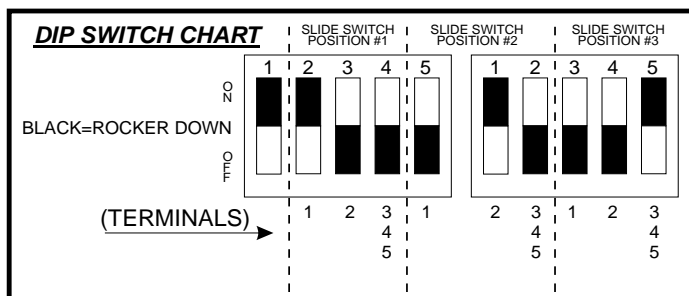 DIP SWITCH CHART
SLIDE SWITCH
POSITION #1
SLIDE SWITCH
POSITION #2
SLIDE SWITCH
POSITION #3
1 2 3 4 5 1 2 3 4 5
ON
BLACK=ROCKER DOWN
OFF
(TERMINALS)
1 2 3 1 2 3 1 2 3
4 4 4
5 5 5